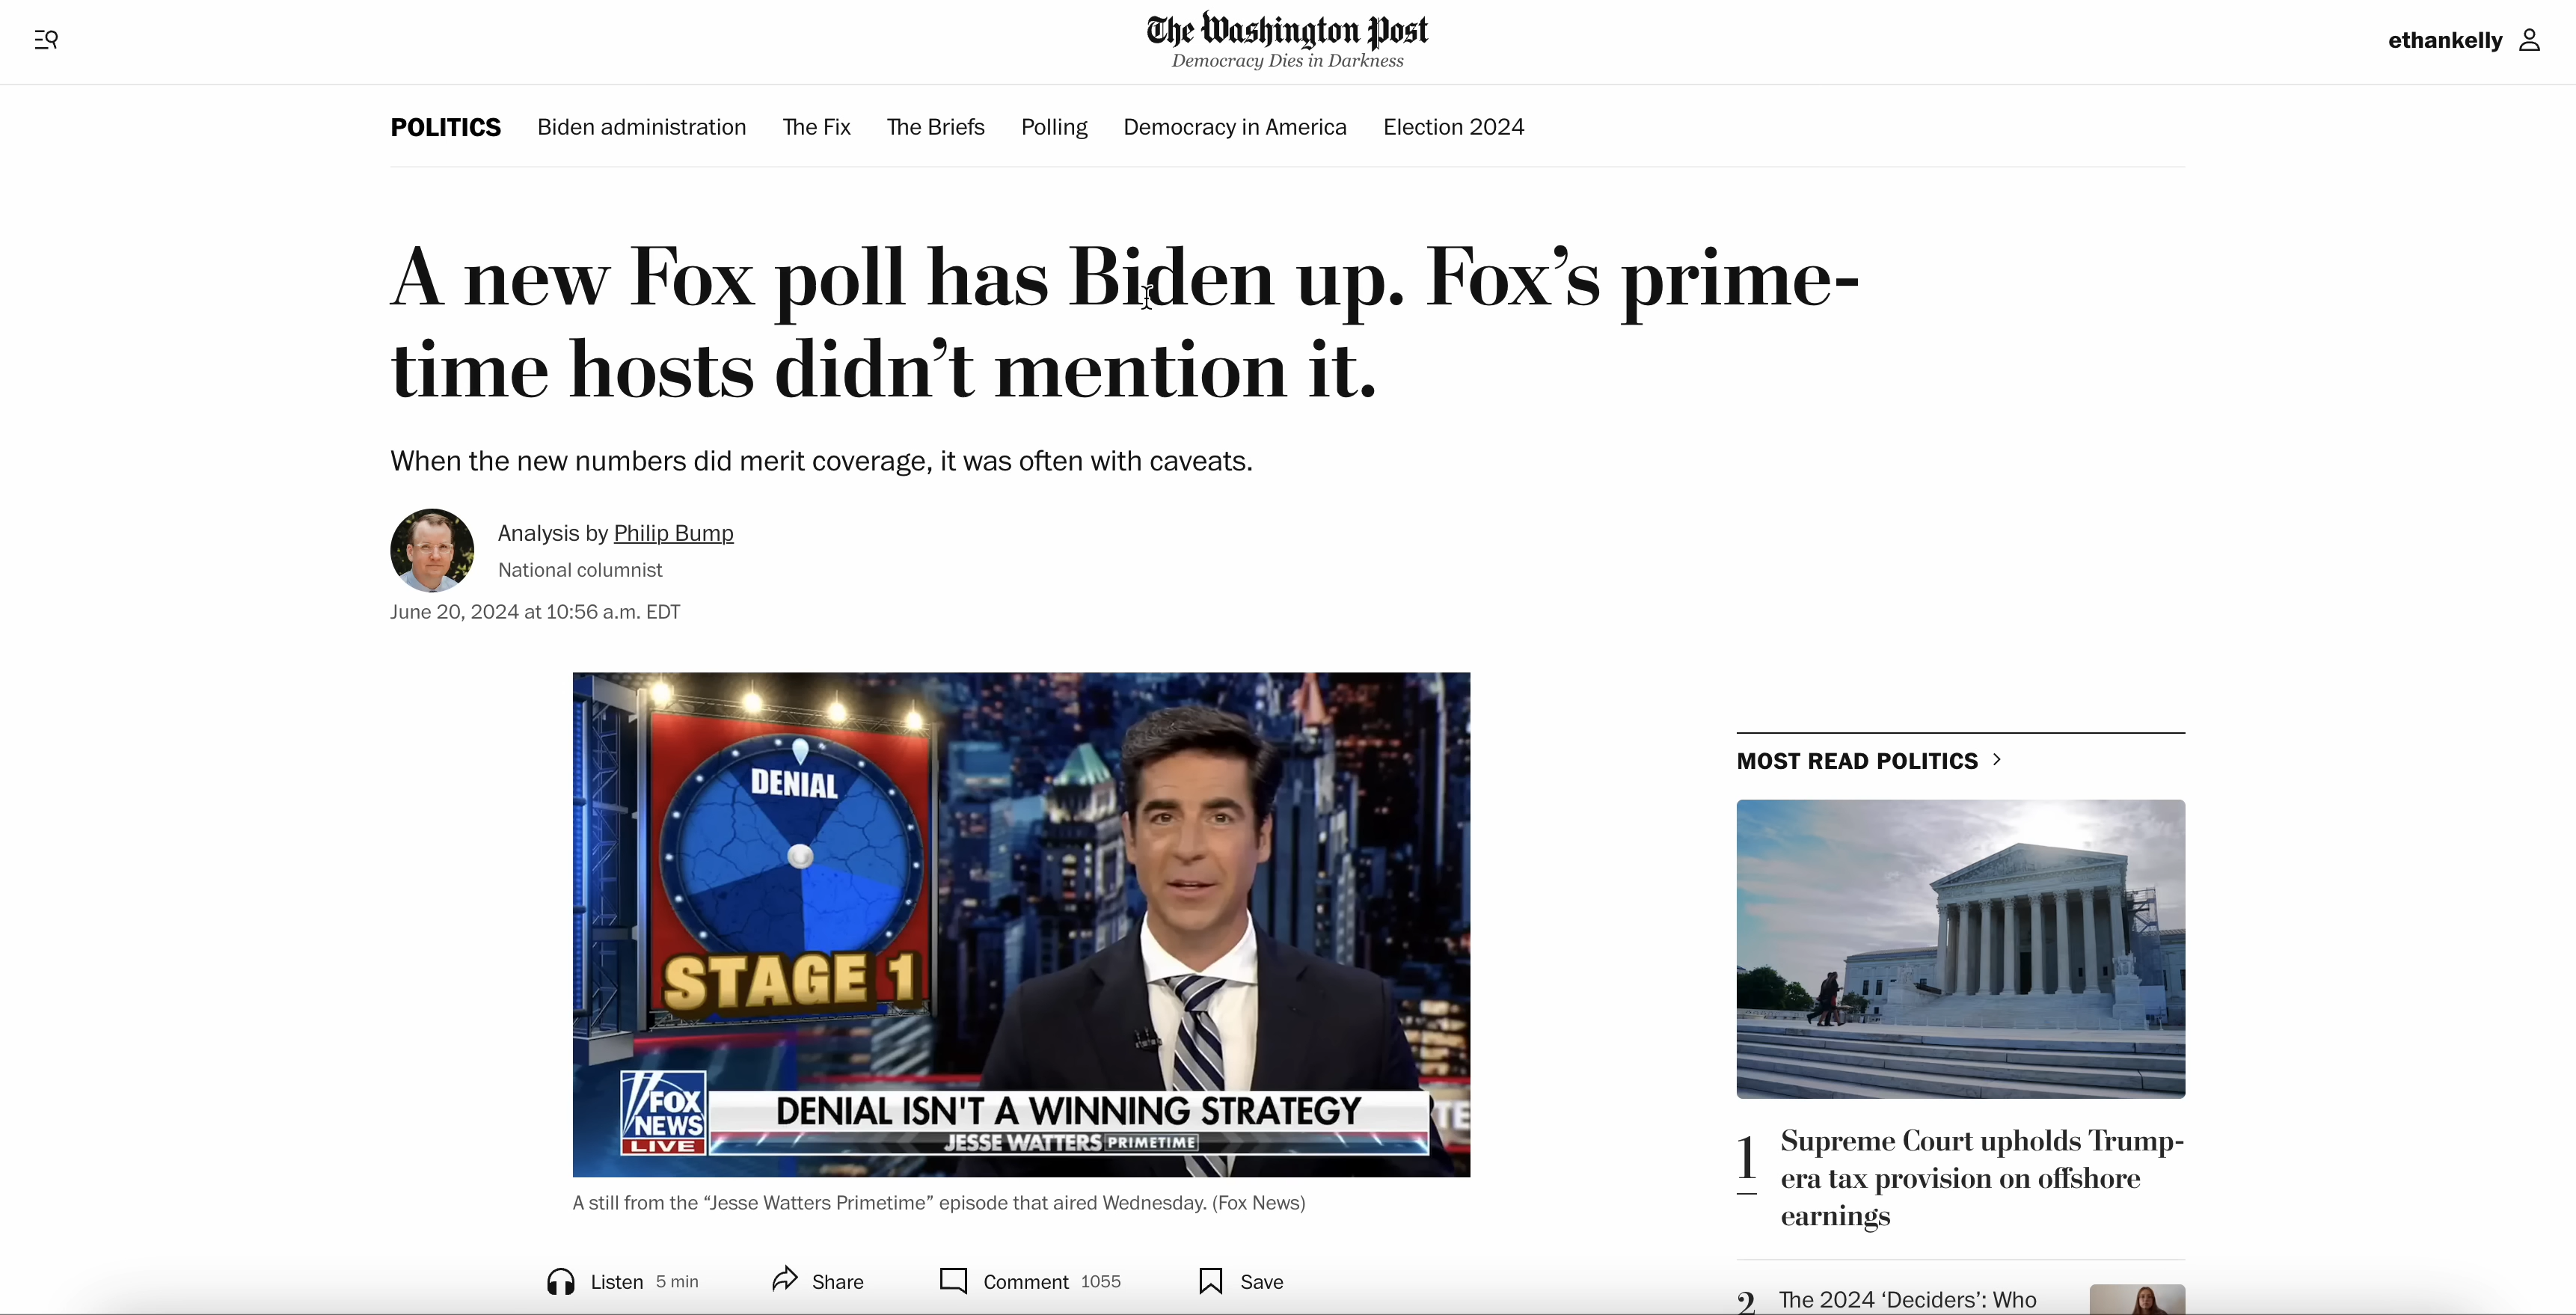 The Washington Post
Democracy Dies in Darkness
ethankelly
POLITICS Biden administration The Fix The Briefs Polling Democracy in America Election 2024
A new Fox poll has Biden up. Fox’s prime-
time hosts didn’t mention it.
When the new numbers did merit coverage, it was often with caveats.
Analysis by Philip Bump
National columnist
June 20, 2024 at 10:56 a.m. EDT
DENIAL
STAGE 1
FOX
NEWS
LIVE
DENIAL ISN'T A WINNING STRATEGY
JESSE WATTERS PRIMETIME
A still from the “Jesse Watters Primetime” episode that aired Wednesday. (Fox News)
Listen 5 min Share Comment 1055 Save
MOST READ POLITICS
1 Supreme Court upholds Trump-
era tax provision on offshore
earnings
2 The 2024 ‘Deciders’: Who